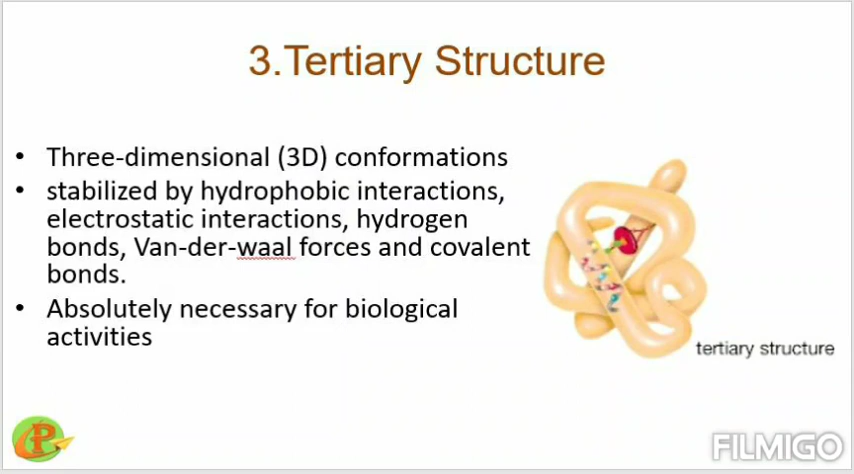 3.Tertiary Structure
• Three-dimensional (3D) conformations
• stabilized by hydrophobic interactions,
electrostatic interactions, hydrogen
bonds, Van-der-waal forces and covalent
bonds.
• Absolutely necessary for biological
activities
tertiary structure
P
FILMIGO